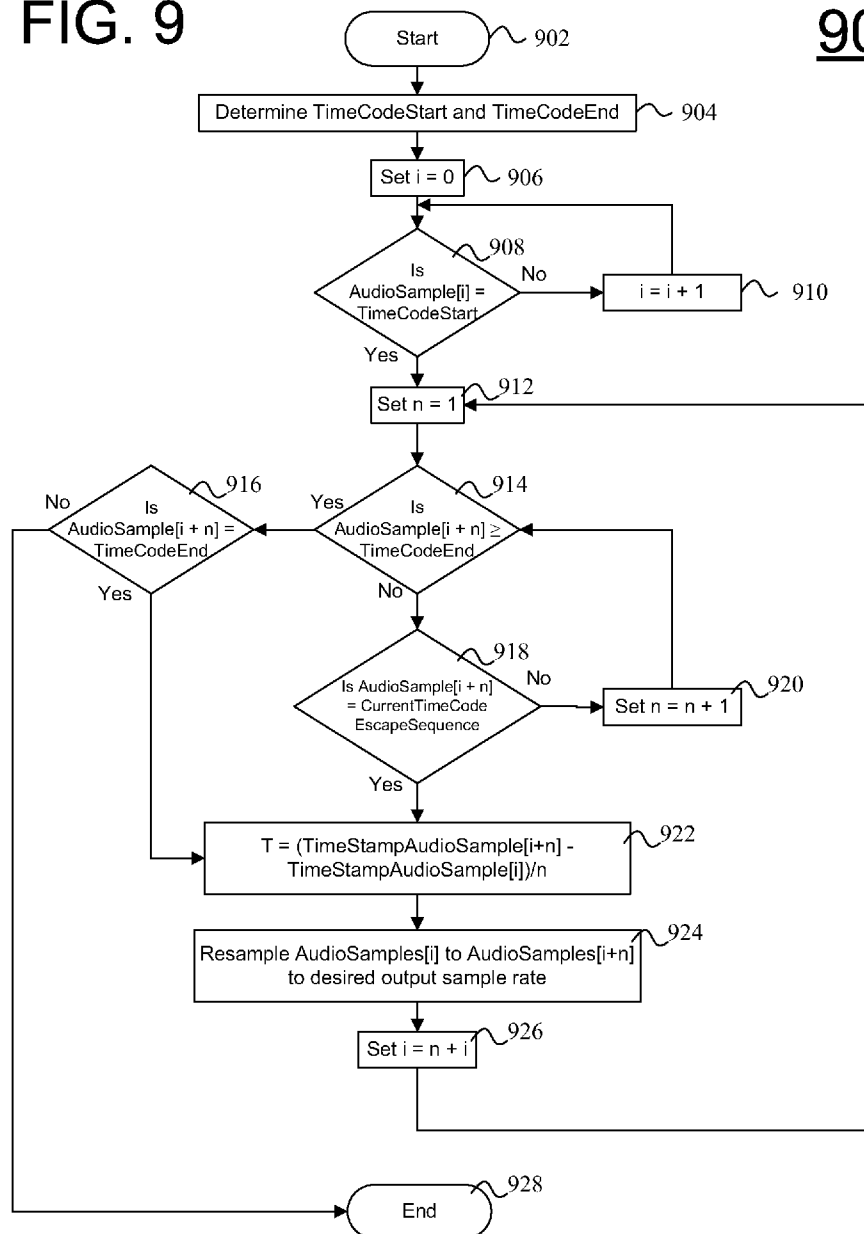 FIG. 9
90
Start
902
Determine TimeCodeStart and TimeCodeEnd
904
Set i = 0
906
908
Is
AudioSample[i] =
TimeCodeStart
No
i = i + 1
910
Yes
912
Set n = 1
916
No
Is
AudioSample[i + n] =
TimeCodeEnd
Yes
914
Yes
Is
AudioSample[i + n] ≥
TimeCodeEnd
No
918
Is AudioSample[i + n]
= CurrentTimeCode
EscapeSequence
No
Set n = n + 1
920
Yes
T = (TimeStampAudioSample[i+n] -
TimeStampAudioSample[i])/n
922
Resample AudioSamples[i] to AudioSamples[i+n]
to desired output sample rate
924
Set i = n + i
926
End
928